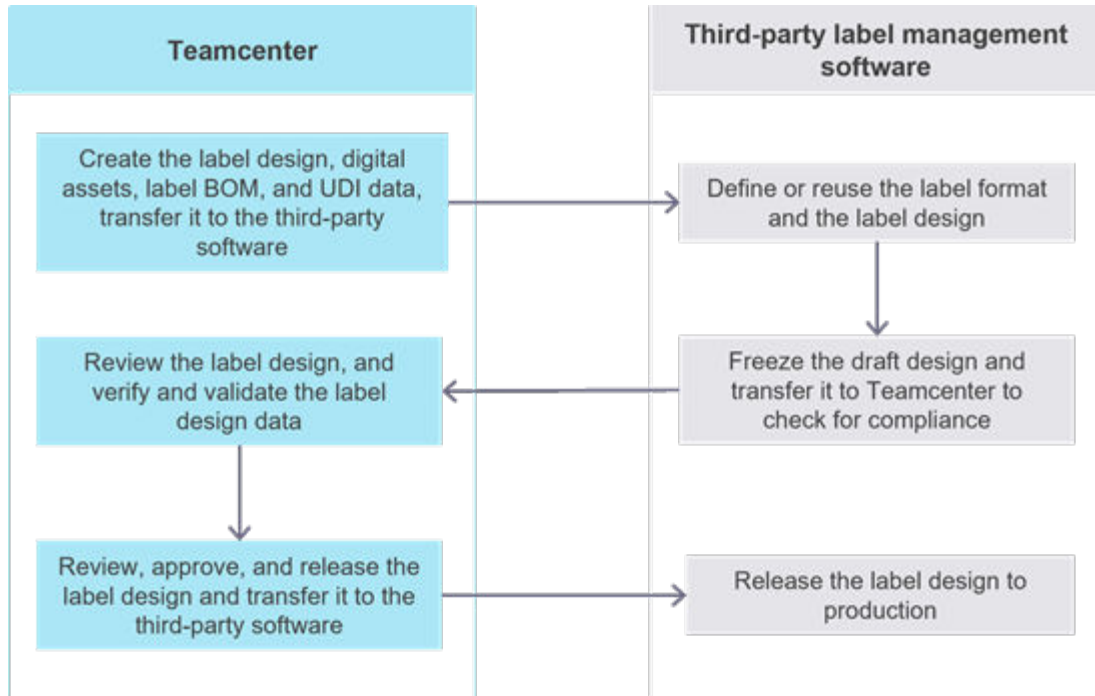 Teamcenter
Third-party label management
software
Create the label design, digital
assets, label BOM, and UDI data,
transfer it to the third-party
software
Define or reuse the label format
and the label design
Freeze the draft design and
transfer it to Teamcenter to
check for compliance
Review the label design, and
verify and validate the label
design data
Review, approve, and release the
label design and transfer it to the
third-party software
Release the label design to
production